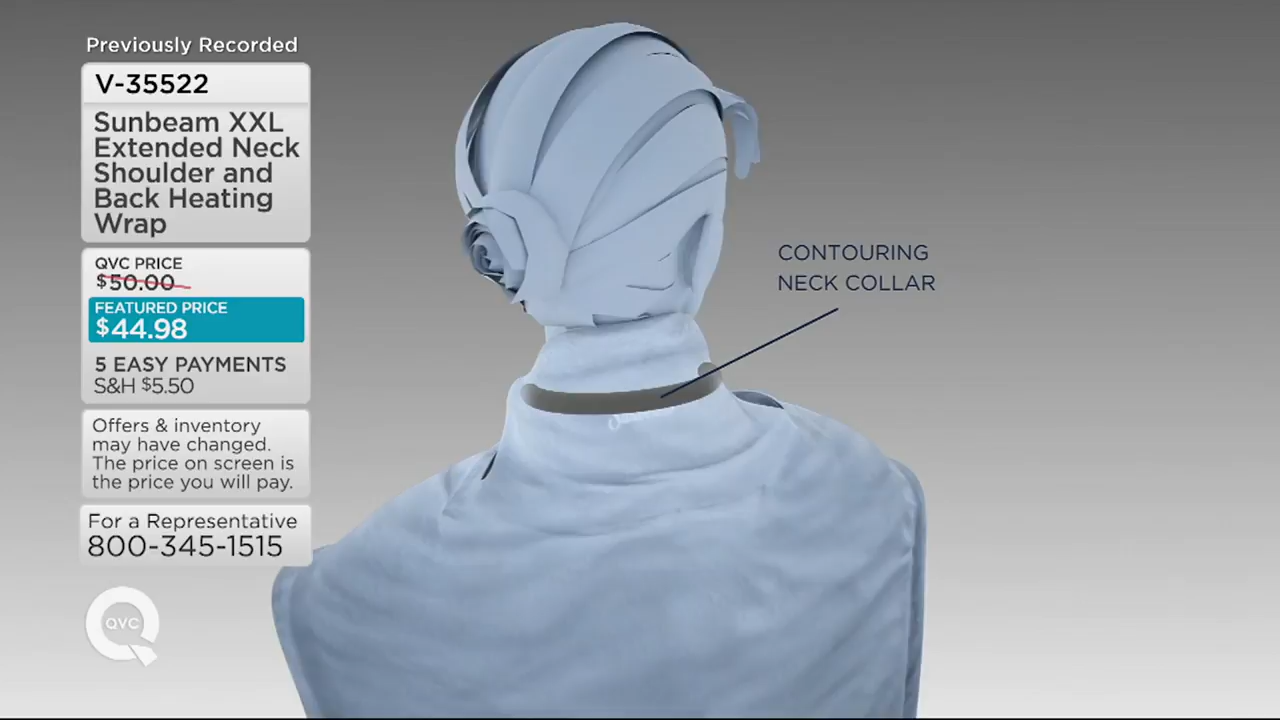 Previously Recorded
V-35522
Sunbeam XXL
Extended Neck
Shoulder and
Back Heating
Wrap
QVC PRICE
$50.00
FEATURED PRICE
$44.98
5 EASY PAYMENTS
S&H $5.50
Offers & inventory
may have changed.
The price on screen is
the price you will pay.
For a Representative
800-345-1515
QVC
CONTOURING
NECK COLLAR